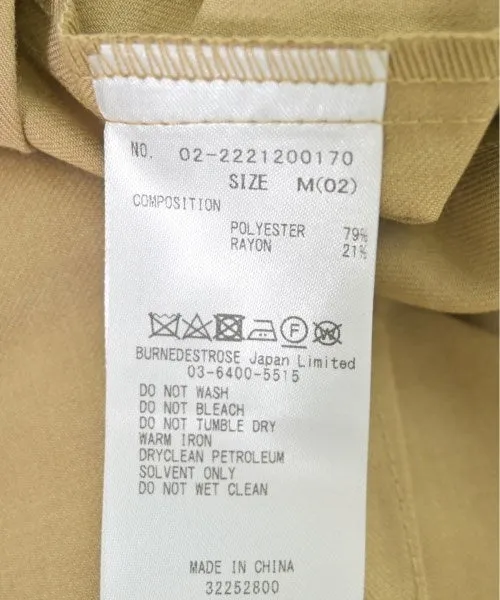 NO. 02-2221200170
SIZE M(02)
COMPOSITION
POLYESTER 79%
RAYON 21%
F W
BURNEDESTROSE Japan Limited
03-6400-5515
DO NOT WASH
DO NOT BLEACH
DO NOT TUMBLE DRY
WARM IRON
DRYCLEAN PETROLEUM
SOLVENT ONLY
DO NOT WET CLEAN
MADE IN CHINA
32252800